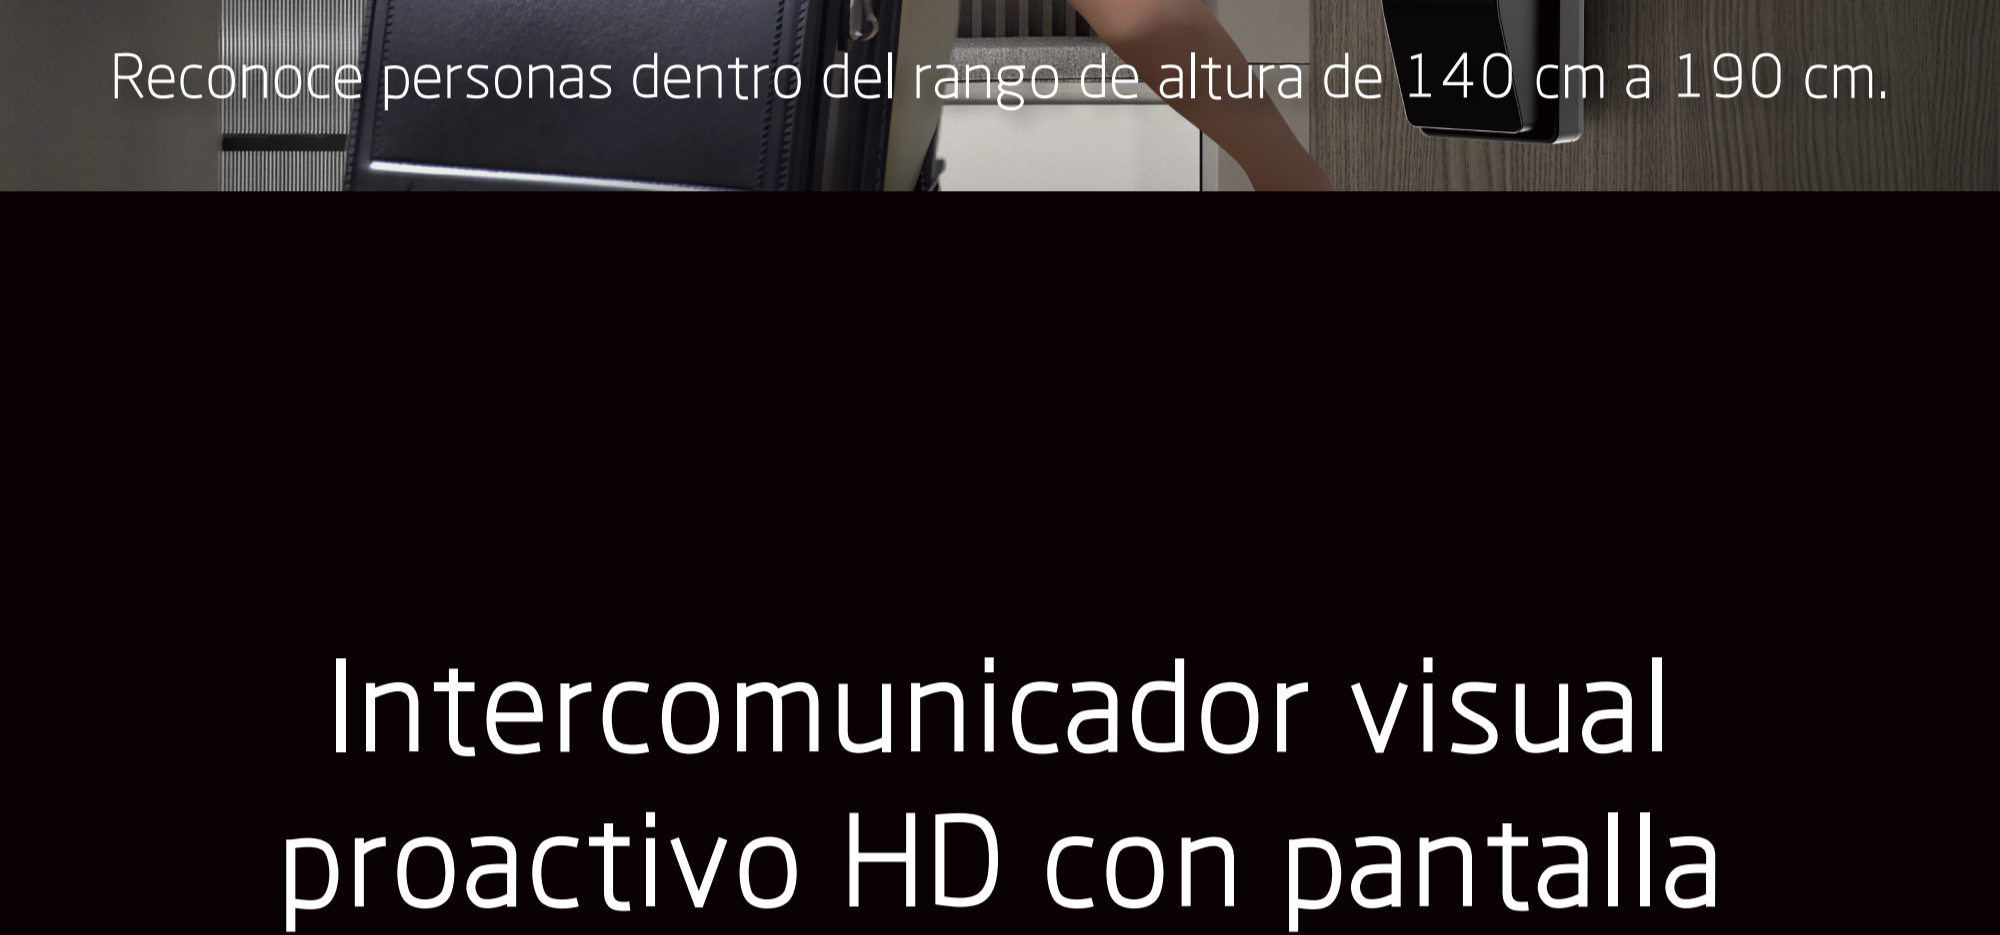 Reconoce personas dentro del rango de altura de 140 cm a 190 cm.
Intercomunicador visual
proactivo HD con pantalla